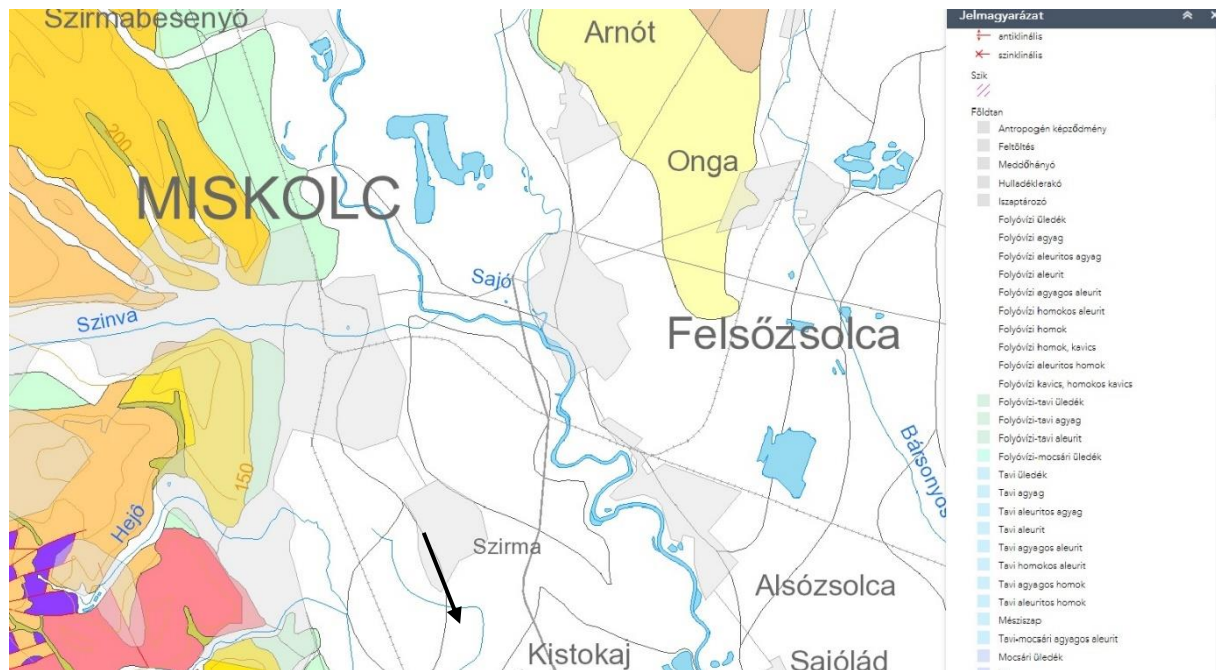 Szirmabesenyő
Arnót
200
Onga
MISKOLC
Sajó
Szinva
Felsőzsolca
150
Bársonyos
Hejő
Szirma
Alsózsolca
Kistokaj
Sajólád
Jelmagyarázat
antiklinális
szinklinális
Szik
Földtan
Antropogén képződmény
Feltöltés
Meddőhányó
Hulladéklerakó
Iszaptározó
Folyóvízi üledék
Folyóvízi agyag
Folyóvízi aleuritos agyag
Folyóvízi aleurit
Folyóvízi agyagos aleurit
Folyóvízi homokos aleurit
Folyóvízi homok
Folyóvízi homok, kavics
Folyóvízi aleuritos homok
Folyóvízi kavics, homokos kavics
Folyóvízi-tavi üledék
Folyóvízi-tavi agyag
Folyóvízi-tavi aleurit
Folyóvízi-mocsári üledék
Tavi üledék
Tavi agyag
Tavi aleuritos agyag
Tavi aleurit
Tavi agyagos aleurit
Tavi homokos aleurit
Tavi agyagos homok
Tavi aleuritos homok
Mésziszap
Tavi-mocsári agyagos aleurit
Mocsári üledék